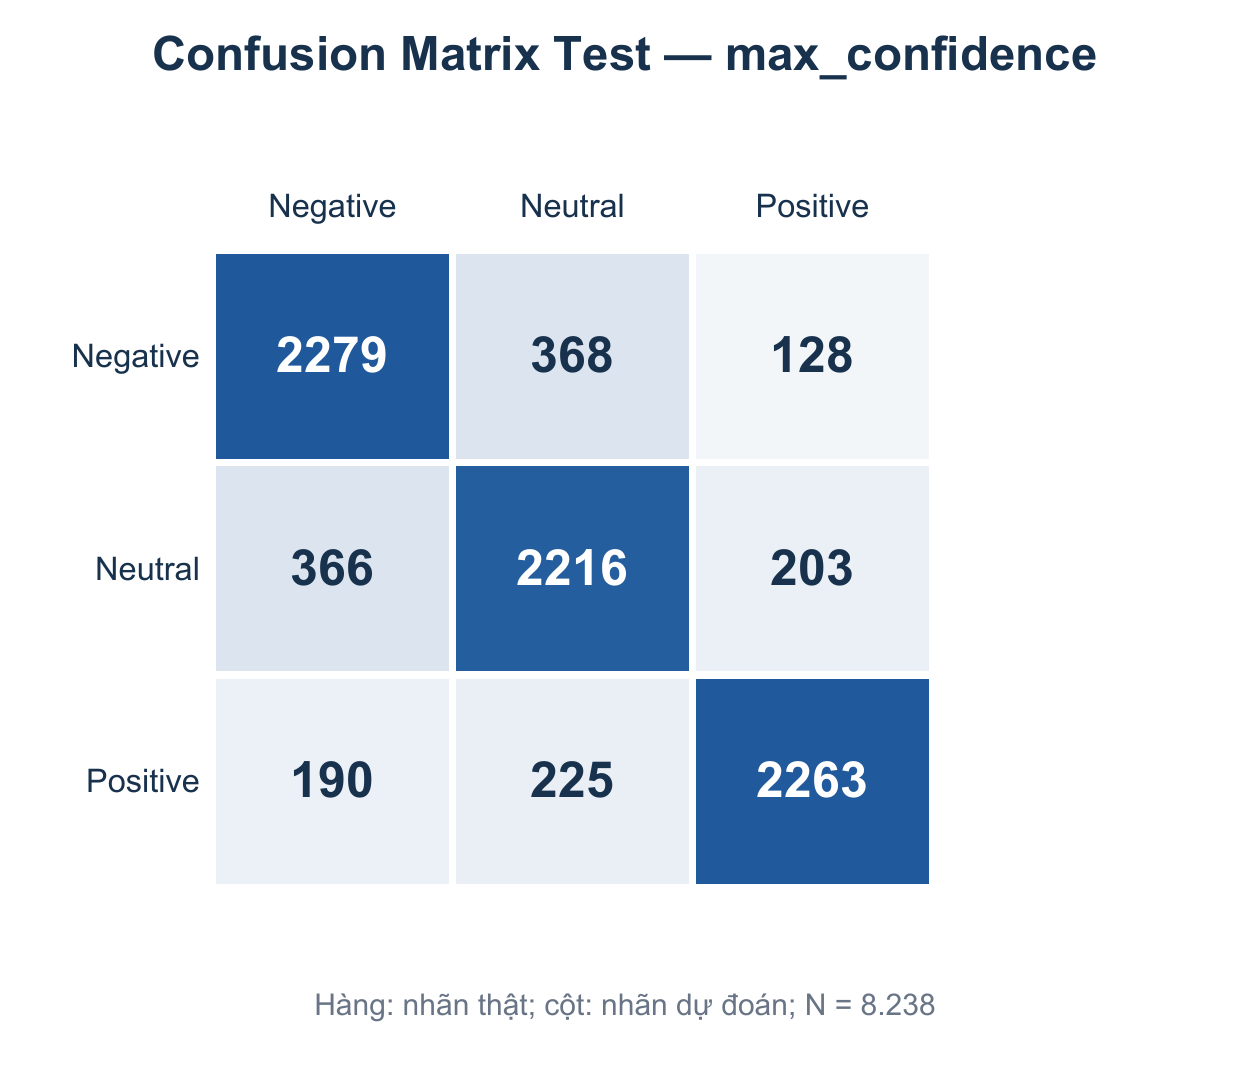 Confusion Matrix Test — max_confidence
Negative Neutral Positive
Negative 2279 368 128
Neutral 366 2216 203
Positive 190 225 2263
Hàng: nhãn thật; cột: nhãn dự đoán; N = 8.238